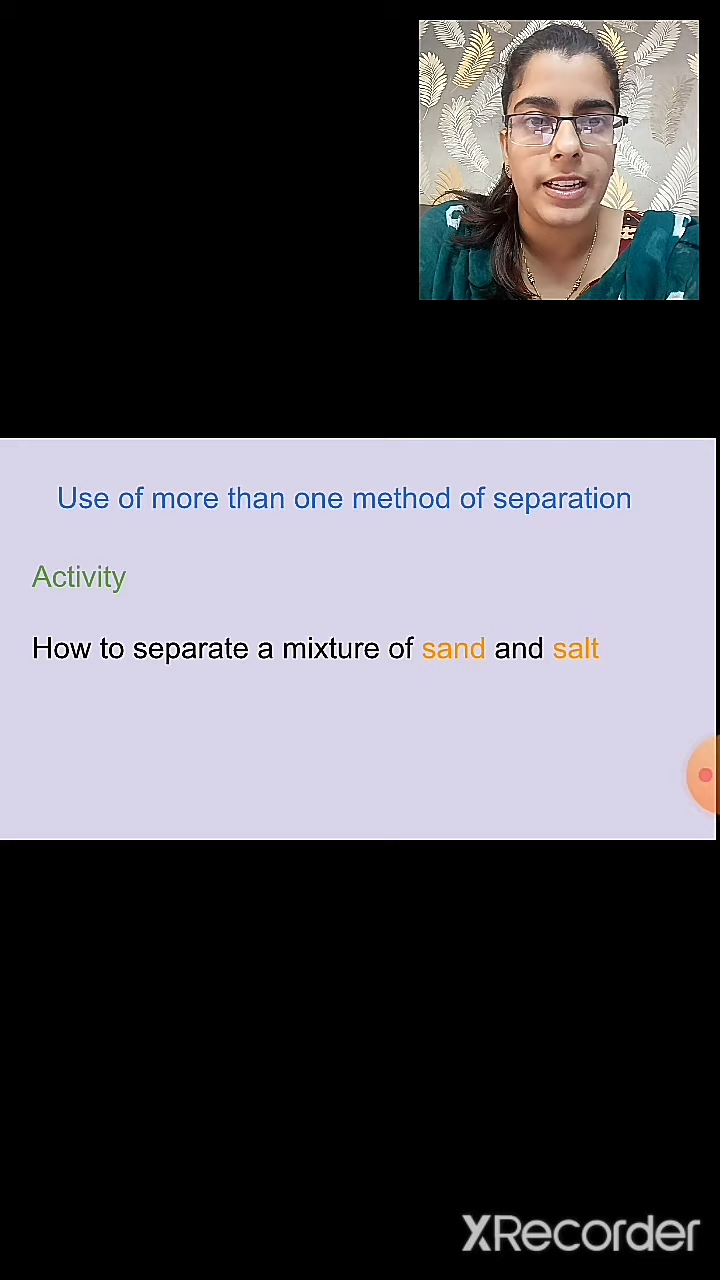 Use of more than one method of separation
Activity
How to separate a mixture of sand and salt
XRecorder